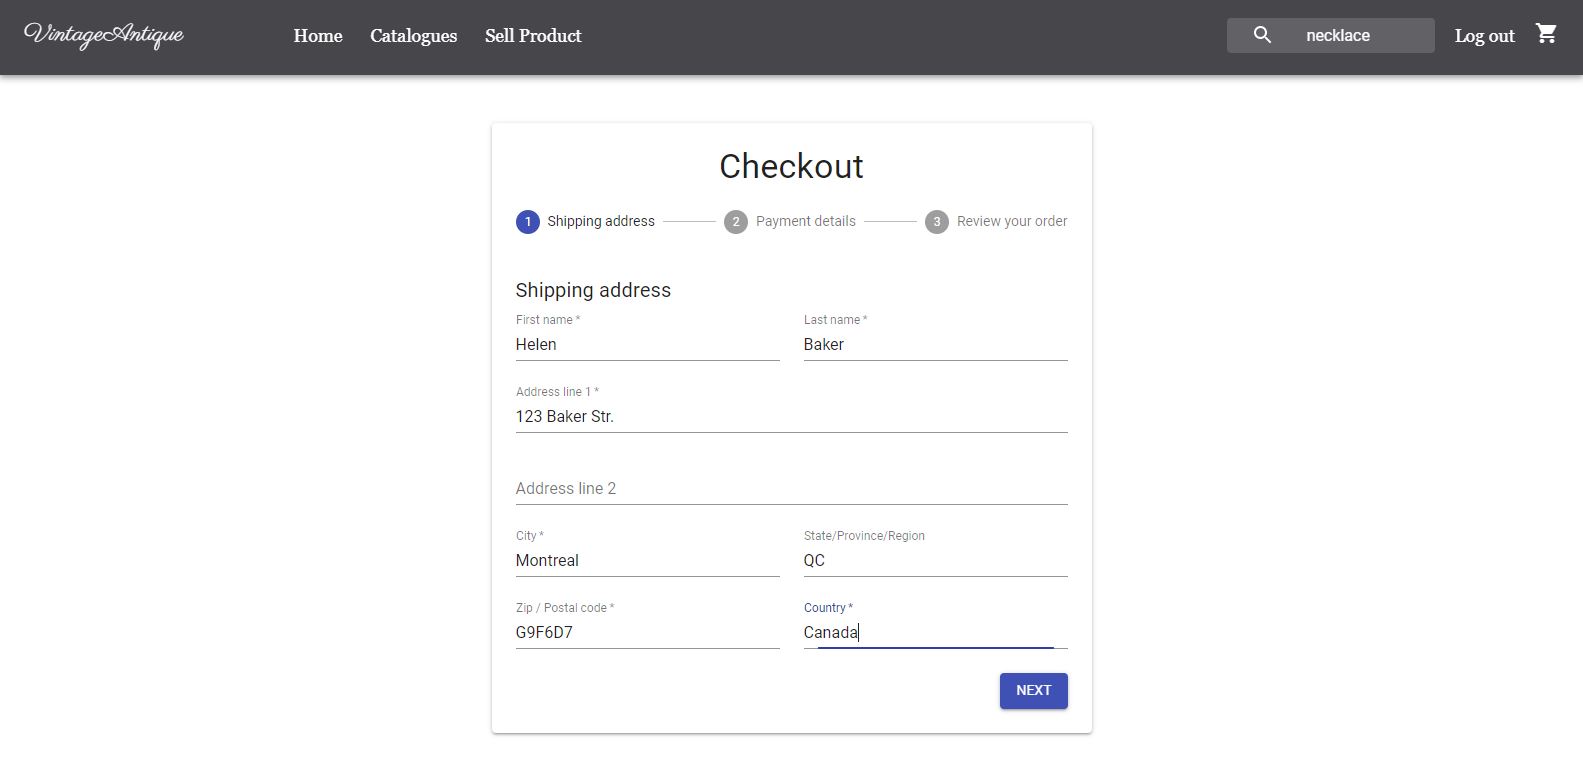 VintageAntique Home Catalogues Sell Product necklace Log out
Checkout
1 Shipping address 2 Payment details 3 Review your order
Shipping address
First name * Last name *
Helen Baker
Address line 1 *
123 Baker Str.
Address line 2
City * State/Province/Region
Montreal QC
Zip / Postal code * Country *
G9F6D7 Canada
NEXT